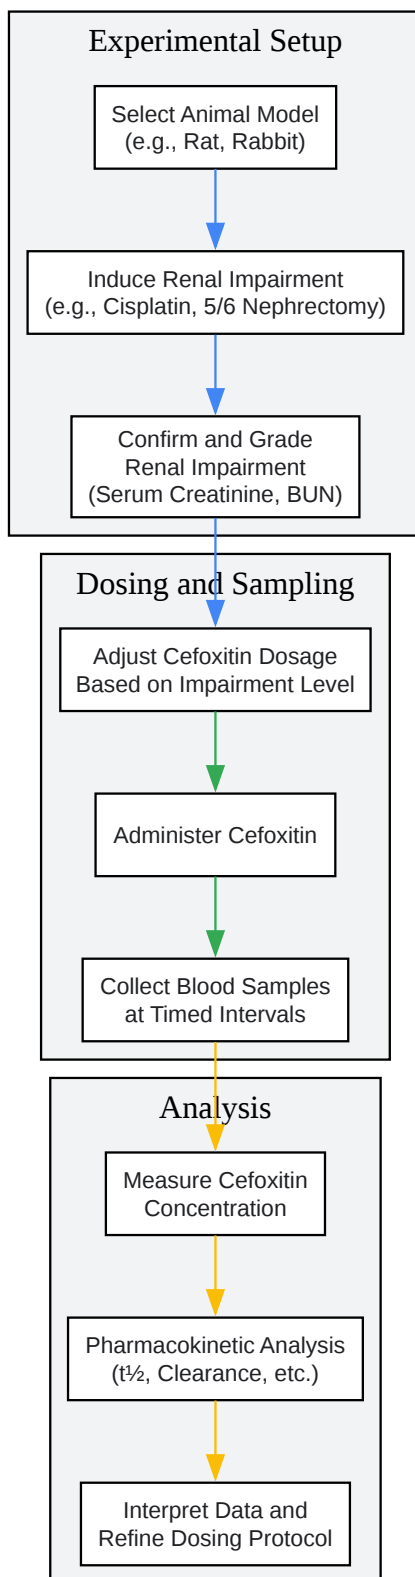 Experimental Setup
Select Animal Model
(e.g., Rat, Rabbit)
Induce Renal Impairment
(e.g., Cisplatin, 5/6 Nephrectomy)
Confirm and Grade
Renal Impairment
(Serum Creatinine, BUN)
Dosing and Sampling
Adjust Cefoxitin Dosage
Based on Impairment Level
Administer Cefoxitin
Collect Blood Samples
at Timed Intervals
Analysis
Measure Cefoxitin
Concentration
Pharmacokinetic Analysis
(t½, Clearance, etc.)
Interpret Data and
Refine Dosing Protocol